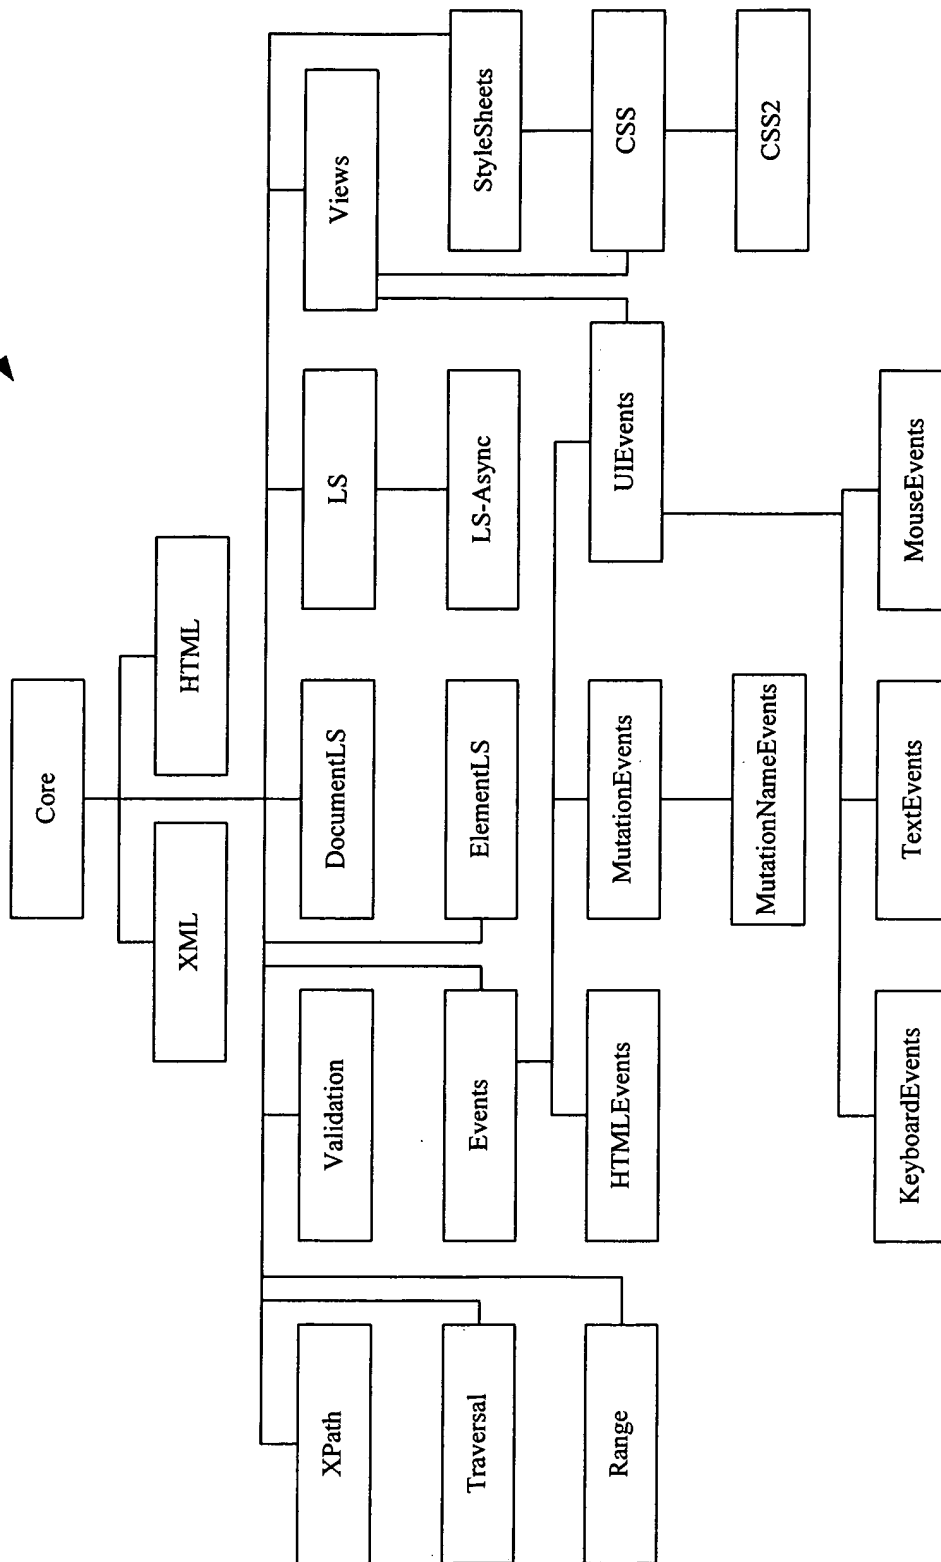 Core
XML
HTML
XPath
Validation
DocumentLS
LS
Views
Traversal
Events
ElementLS
LS-Async
StyleSheets
Range
HTMLEvents
MutationEvents
UIEvents
CSS
MutationNameEvents
CSS2
KeyboardEvents
TextEvents
MouseEvents